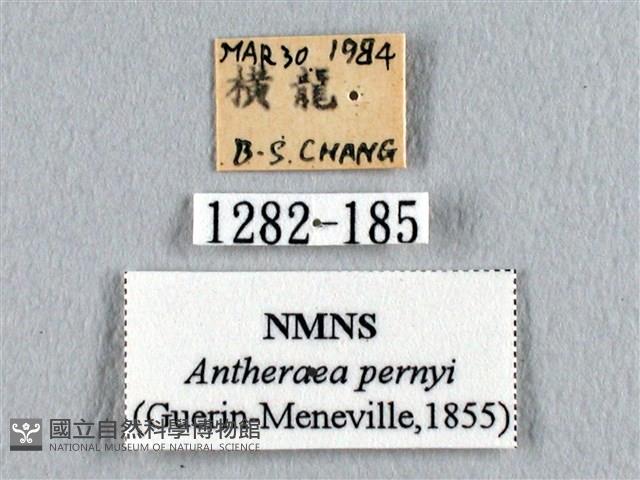 MAR 30 1984
橫龍
B.S. CHANG
1282-185
NMNS
Antheraea pernyi
(Guerin-Meneville,1855)
國立自然科學博物館
NATIONAL MUSEUM OF NATURAL SCIENCE